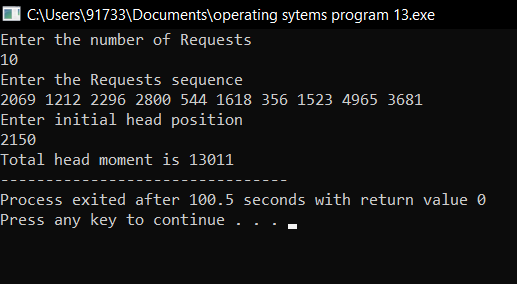 C:\Users\91733\Documents\operating sytems program 13.exe
Enter the number of Requests
10
Enter the Requests sequence
2069 1212 2296 2800 544 1618 356 1523 4965 3681
Enter initial head position
2150
Total head moment is 13011
--------------------------------
Process exited after 100.5 seconds with return value 0
Press any key to continue . . .